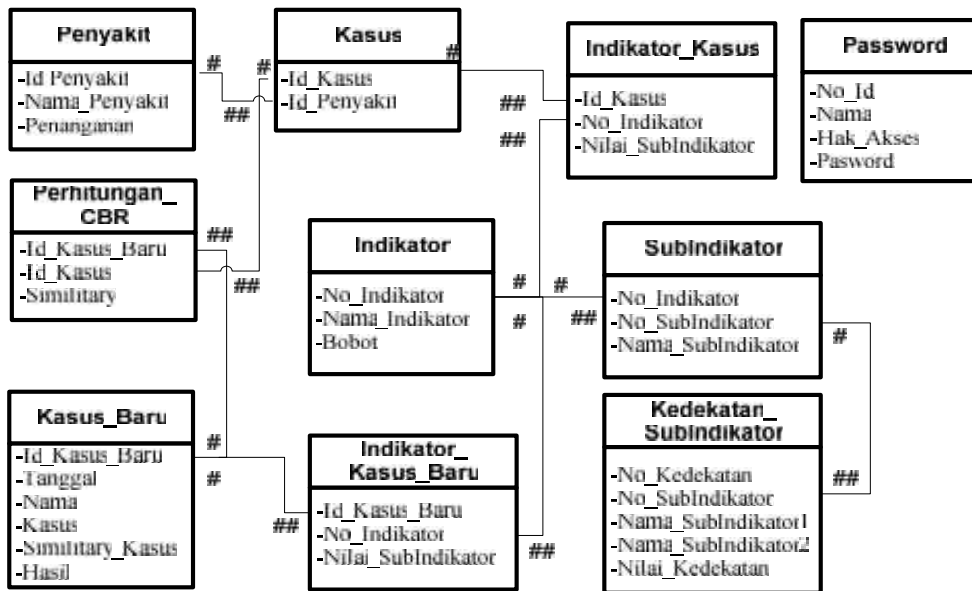 Penyakit
-Id Penyakit
-Nama_Penyakit
-Penanganan
#
##
Kasus
-Id_Kasus
-Id_Penyakit
#
#
Indikator_Kasus
-Id_Kasus
-No_Indikator
-Nilai_SubIndikator
##
##
Password
-No_Id
-Nama
-Hak_Akses
-Pasword
Perhitungan_
CBR
-Id_Kasus_Baru
-Id_Kasus
-Similitary
##
##
Indikator
-No_Indikator
-Nama_Indikator
-Bobot
#
#
#
##
SubIndikator
-No_Indikator
-No_SubIndikator
-Nama_SubIndikator
#
Kasus_Baru
-Id_Kasus_Baru
-Tanggal
-Nama
-Kasus
-Similitary_Kasus
-Hasil
#
#
##
Indikator_
Kasus_Baru
-Id_Kasus_Baru
-No_Indikator
-Nilai_SubIndikator
##
Kedekatan_
SubIndikator
-No_Kedekatan
-No_SubIndikator
-Nama_SubIndikator1
-Nama_SubIndikator2
-Nilai_Kedekatan
##